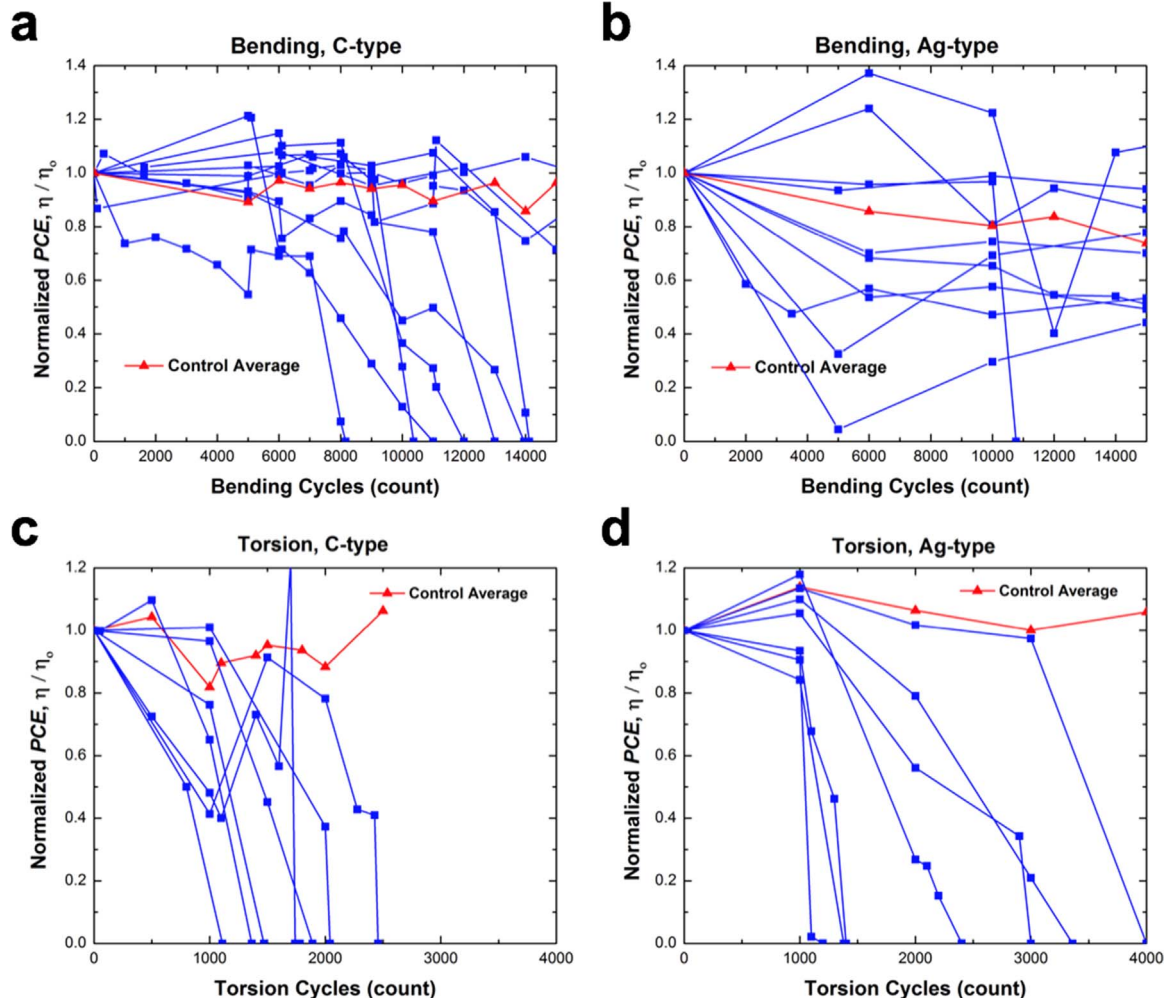 a
Bending, C-type
1.4
1.2
1.0
0.8
0.6
0.4
0.2
0.0
Normalized PCE, η / ηo
Control Average
0 2000 4000 6000 8000 10000 12000 14000
Bending Cycles (count)
b
Bending, Ag-type
1.4
1.2
1.0
0.8
0.6
0.4
0.2
0.0
Normalized PCE, η / ηo
Control Average
0 2000 4000 6000 8000 10000 12000 14000
Bending Cycles (count)
c
Torsion, C-type
1.2
1.0
0.8
0.6
0.4
0.2
0.0
Normalized PCE, η / ηo
Control Average
0 1000 2000 3000 4000
Torsion Cycles (count)
d
Torsion, Ag-type
1.2
1.0
0.8
0.6
0.4
0.2
0.0
Normalized PCE, η / ηo
Control Average
0 1000 2000 3000 4000
Torsion Cycles (count)